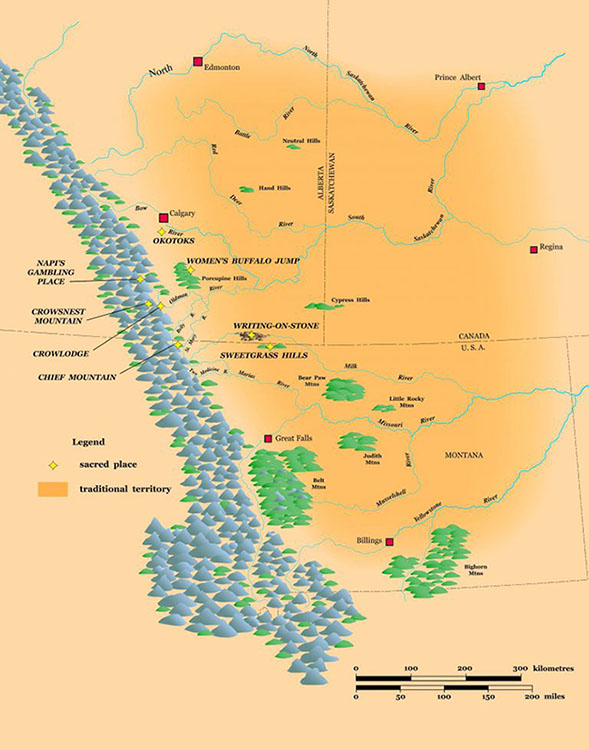 North
North
Edmonton
Saskatchewan
Prince Albert
Battle
River
River
River
Neutral Hills
Red
Deer
River
Hand Hills
ALBERTA
SASKATCHEWAN
South
Saskatchewan
Bow
River
Calgary
OKOTOKS
Regina
NAPI'S
GAMBLING
PLACE
WOMEN'S BUFFALO JUMP
Porcupine Hills
Oldman
River
CROWSNEST
MOUNTAIN
Cypress Hills
Belly R.
St. Mary R.
WRITING-ON-STONE
CANADA
U.S.A.
CROWLODGE
SWEETGRASS HILLS
CHIEF MOUNTAIN
Two Medicine R.
Marias
River
Milk
River
Bear Paw
Mtns
Little Rocky
Mtns
Missouri
River
Great Falls
Judith
Mtns
River
MONTANA
Legend
sacred place
traditional territory
Belt
Mtns
Musselshell
Yellowstone
River
Billings
Bighorn
Mtns
0 100 200 300 kilometres
0 50 100 150 200
miles